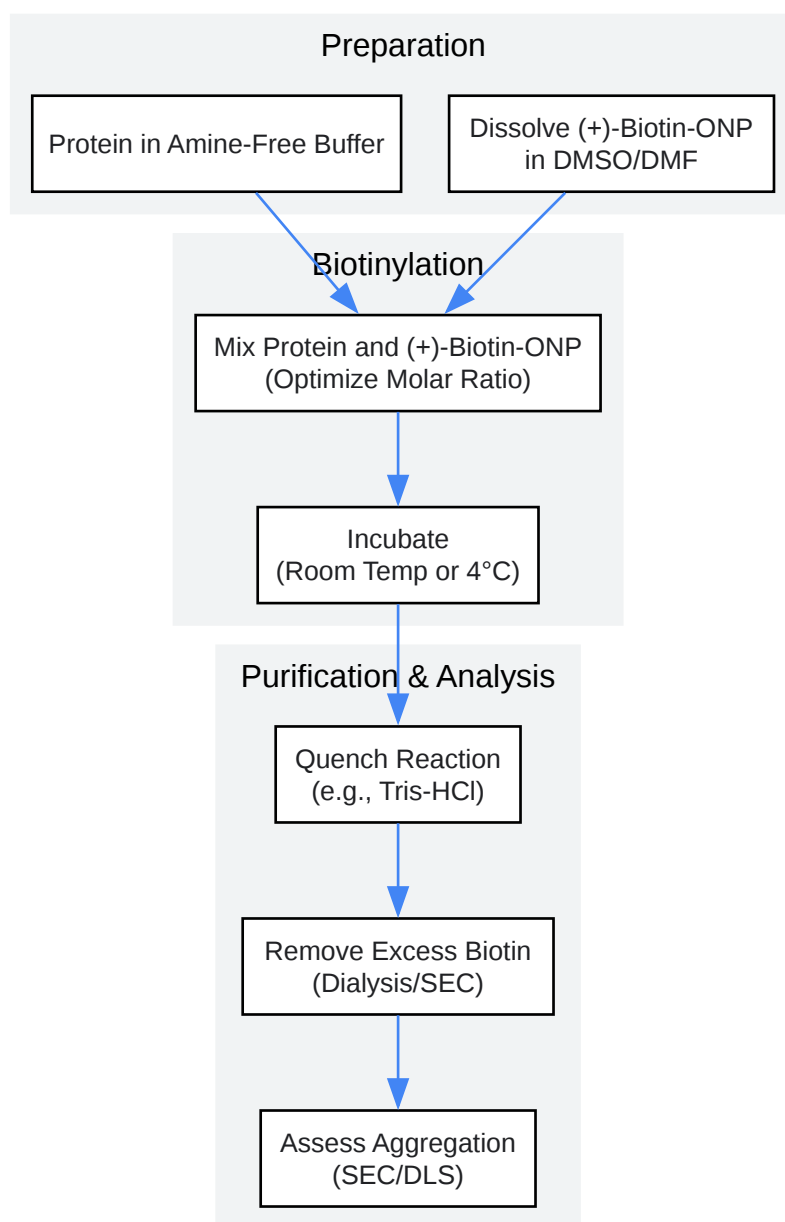 Preparation
Protein in Amine-Free Buffer
Dissolve (+)-Biotin-ONP
in DMSO/DMF
Biotinylation
Mix Protein and (+)-Biotin-ONP
(Optimize Molar Ratio)
Incubate
(Room Temp or 4°C)
Purification & Analysis
Quench Reaction
(e.g., Tris-HCl)
Remove Excess Biotin
(Dialysis/SEC)
Assess Aggregation
(SEC/DLS)